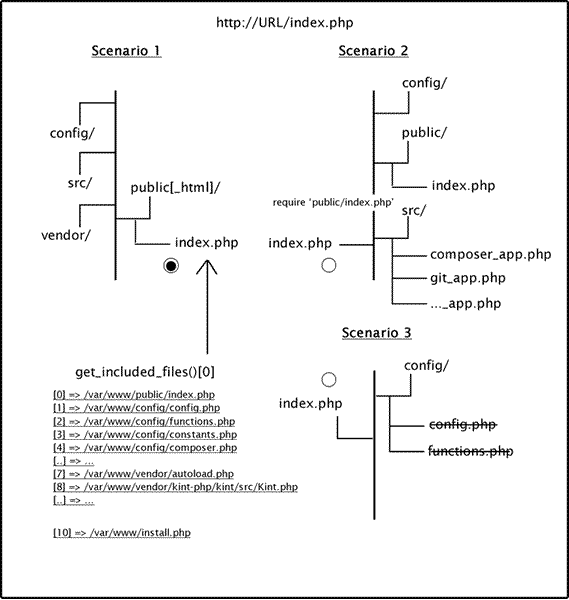 http://URL/index.php
Scenario 1
config/
src/
vendor/
public[_html]/
index.php
get_included_files()[0]
[0] => /var/www/public/index.php
[1] => /var/www/config/config.php
[2] => /var/www/config/functions.php
[3] => /var/www/config/constants.php
[4] => /var/www/config/composer.php
[..] => ...
[7] => /var/www/vendor/autoload.php
[8] => /var/www/vendor/kint-php/kint/src/Kint.php
[..] => ...
[10] => /var/www/install.php
Scenario 2
config/
public/
index.php
require 'public/index.php'
src/
index.php
composer_app.php
git_app.php
..._app.php
Scenario 3
config/
index.php
config.php
functions.php